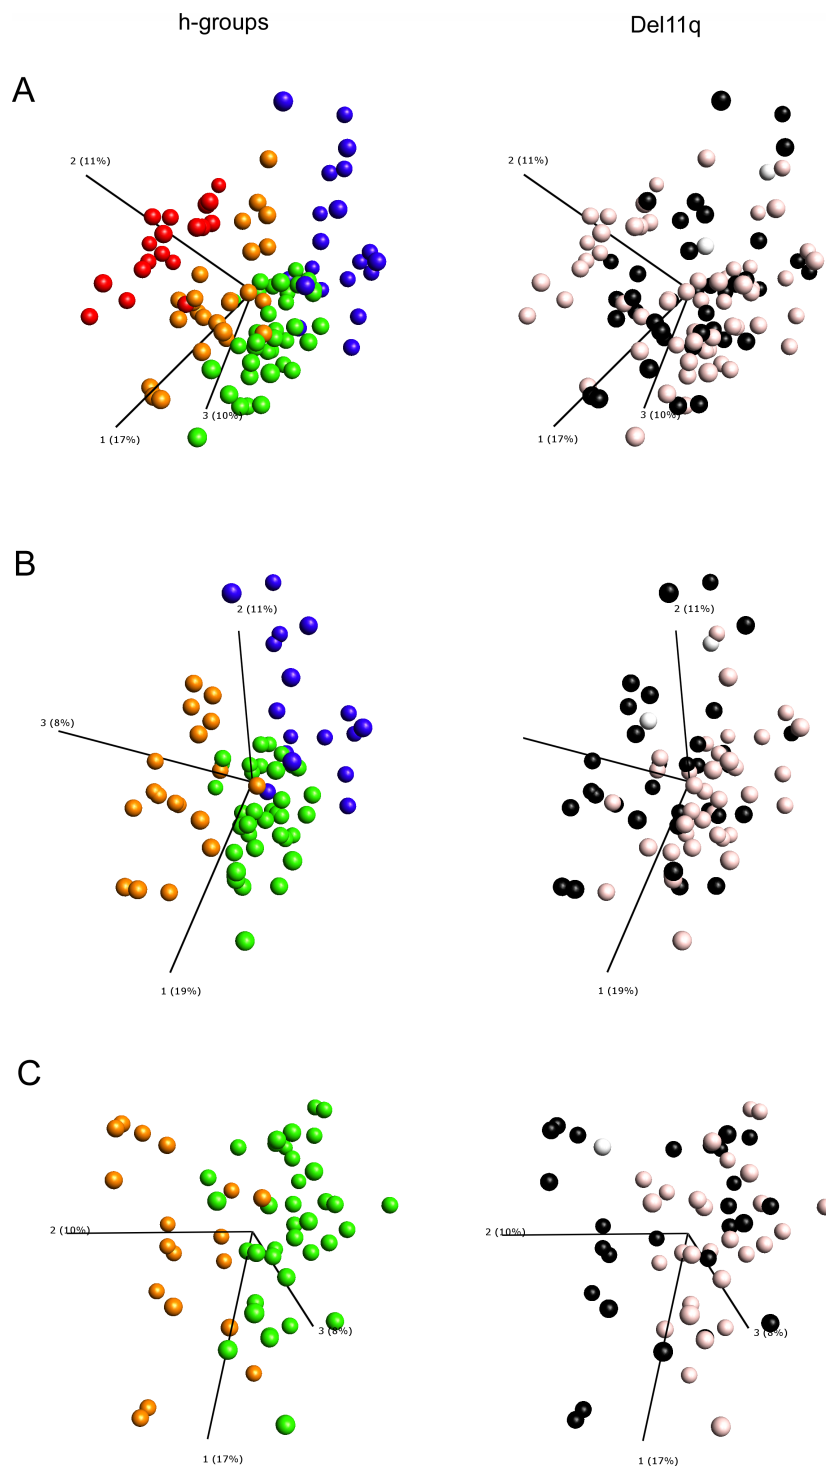 h-groups Del11q
A
2 (11%) 2 (11%)
3 (10%) 3 (10%)
1 (17%) 1 (17%)
B
2 (11%) 2 (11%)
3 (8%)
1 (19%) 1 (19%)
C
2 (10%) 2 (10%)
3 (8%) 3 (8%)
1 (17%) 1 (17%)